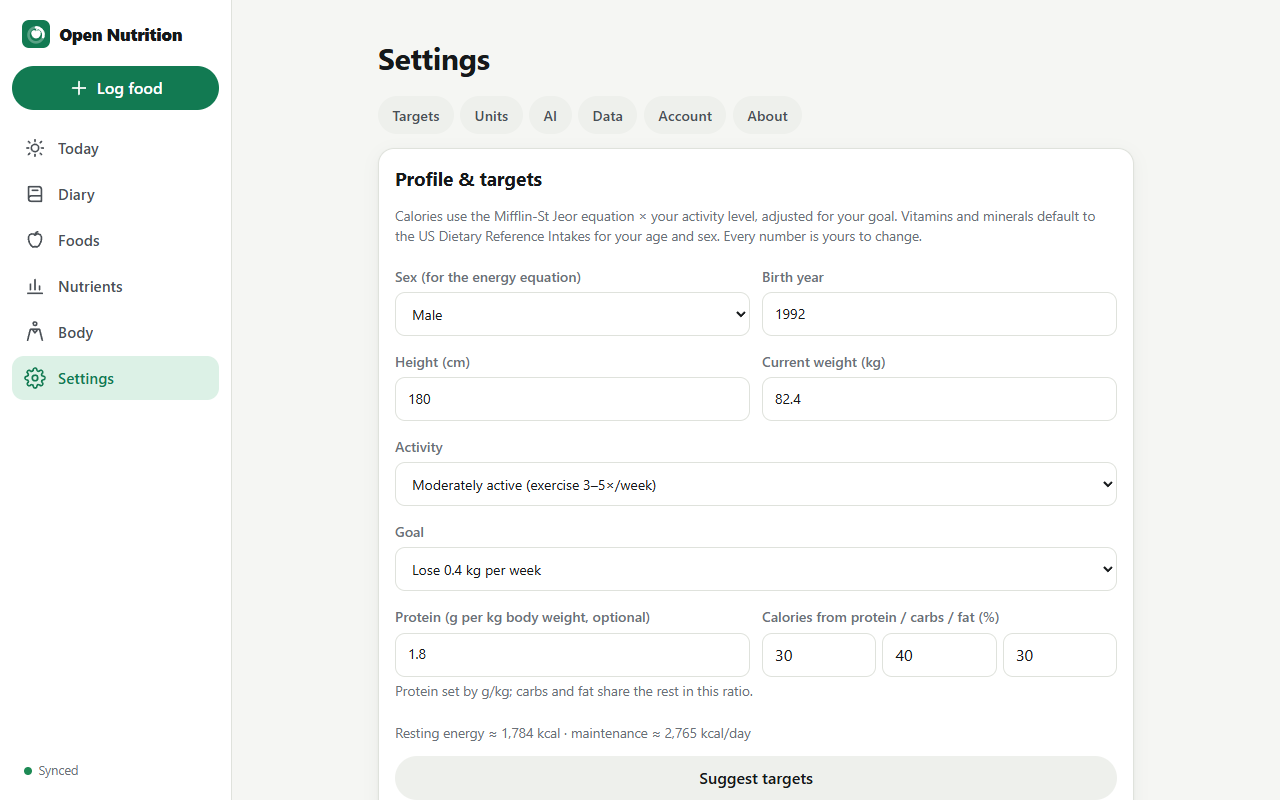 Open Nutrition
Log food
Today
Diary
Foods
Nutrients
Body
Settings
Synced
Settings
Targets
Units
AI
Data
Account
About
Profile & targets
Calories use the Mifflin-St Jeor equation × your activity level, adjusted for your goal. Vitamins and minerals default to
the US Dietary Reference Intakes for your age and sex. Every number is yours to change.
Sex (for the energy equation)
Male
Birth year
1992
Height (cm)
180
Current weight (kg)
82.4
Activity
Moderately active (exercise 3–5×/week)
Goal
Lose 0.4 kg per week
Protein (g per kg body weight, optional)
1.8
Calories from protein / carbs / fat (%)
30
40
30
Protein set by g/kg; carbs and fat share the rest in this ratio.
Resting energy ≈ 1,784 kcal · maintenance ≈ 2,765 kcal/day
Suggest targets